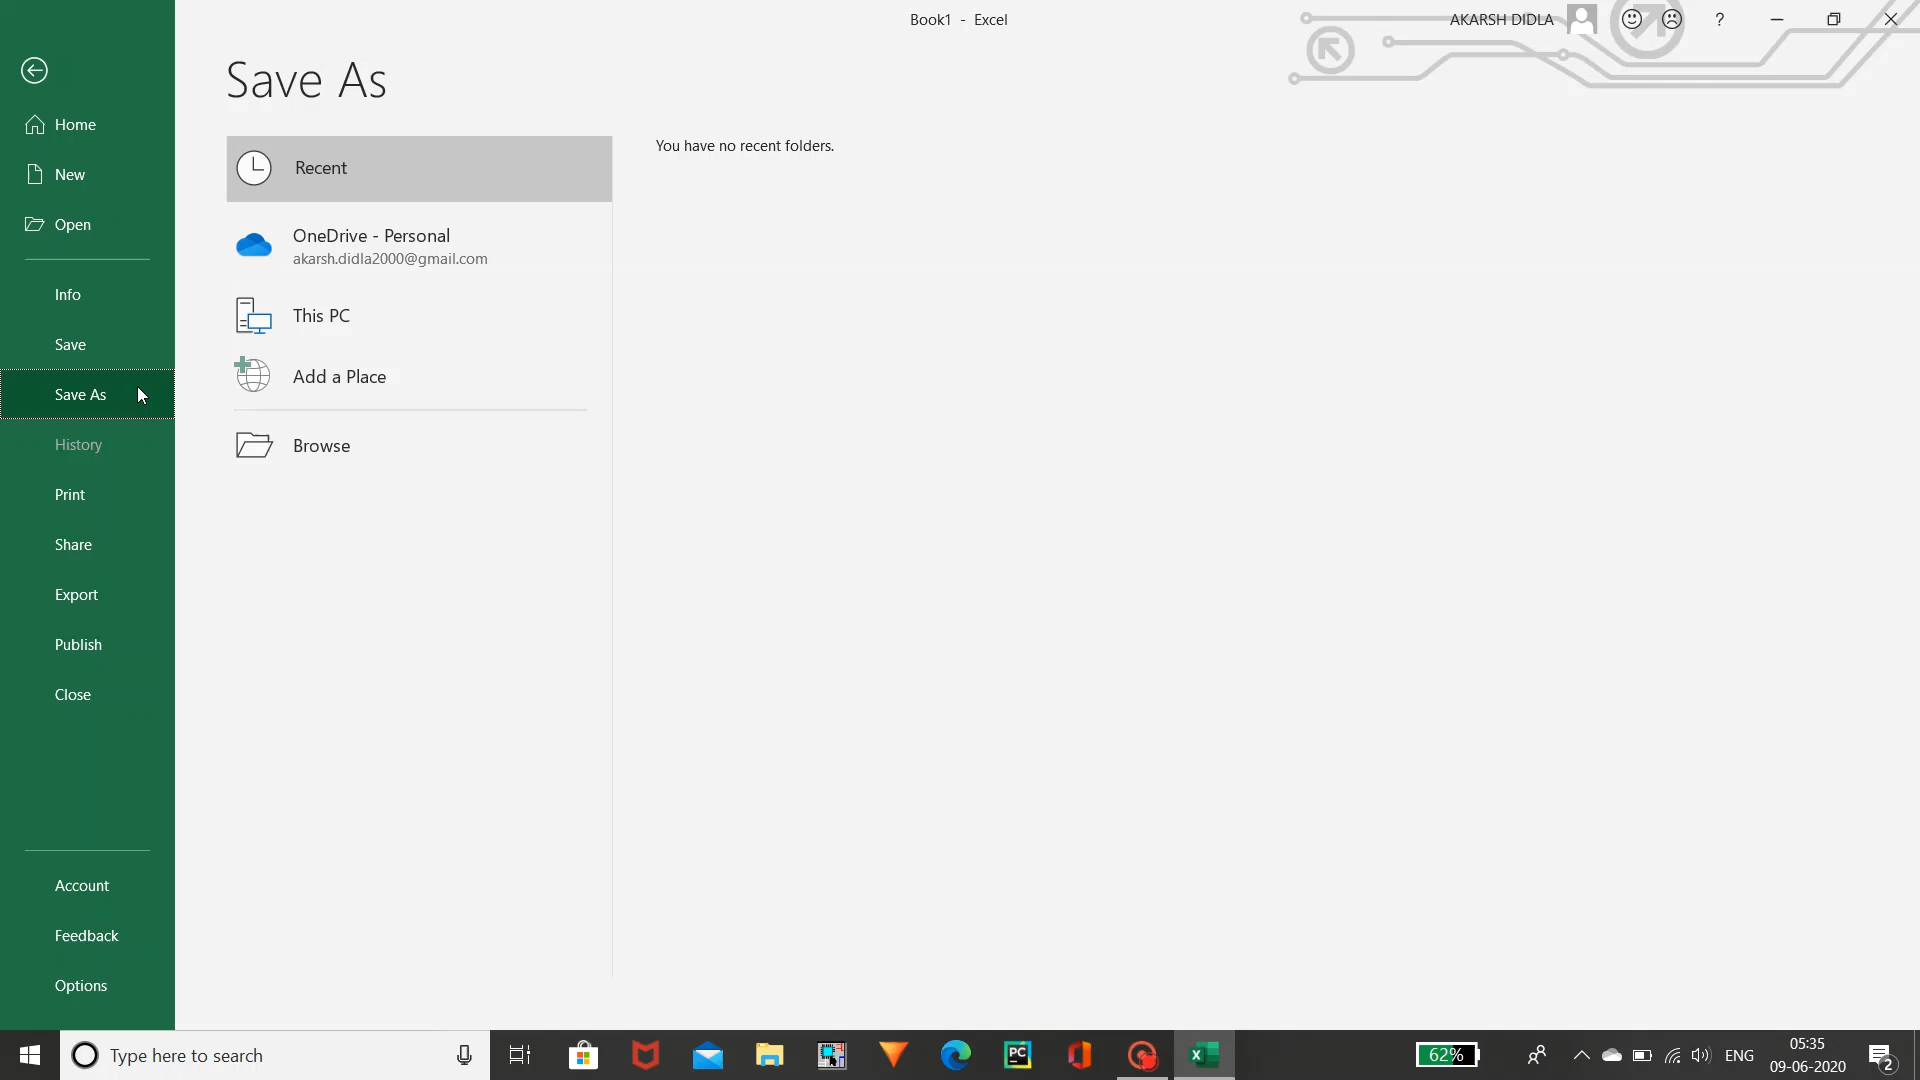 Book1 - Excel
AKARSH DIDLA
?
Save As
Home
New
Open
Info
Save
Save As
History
Print
Share
Export
Publish
Close
Account
Feedback
Options
Recent
OneDrive - Personal
akarsh.didla2000@gmail.com
This PC
Add a Place
Browse
You have no recent folders.
Type here to search
PC
X
62%
ENG
05:35
09-06-2020
2